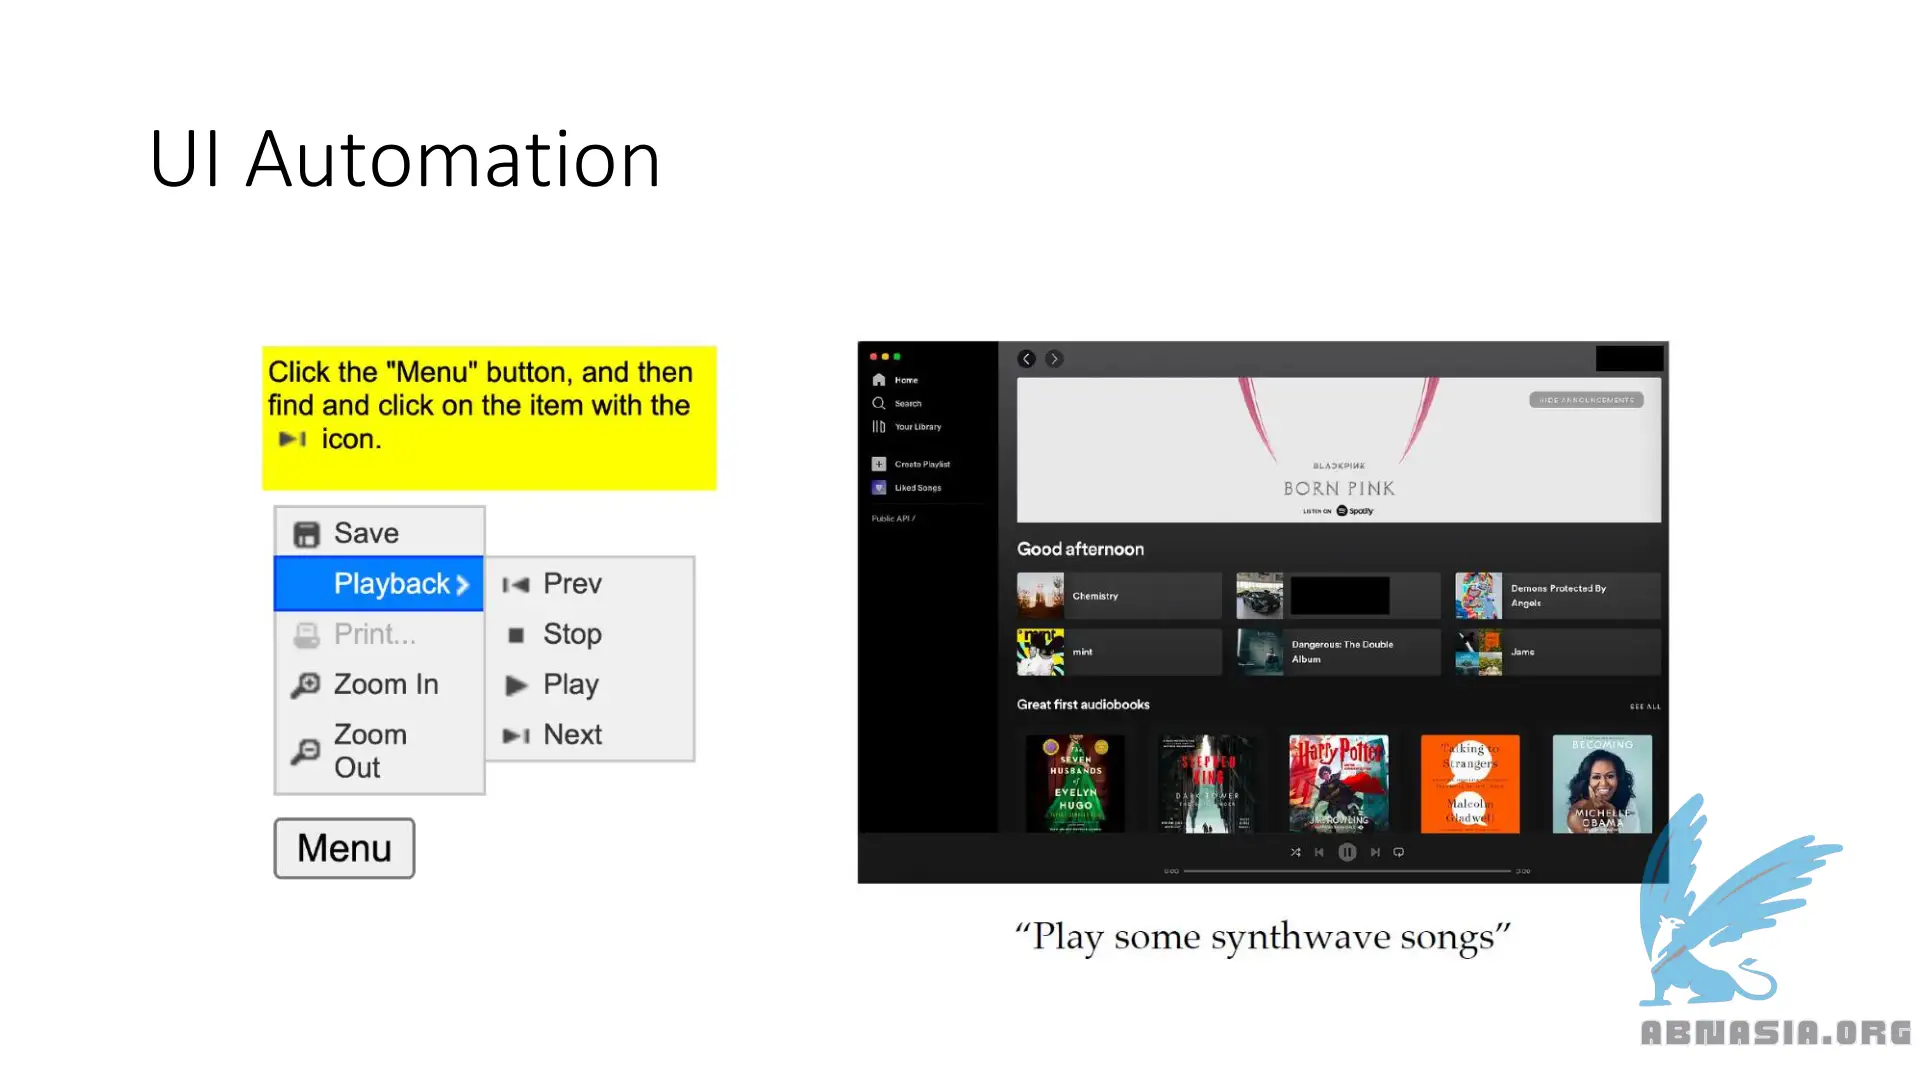 UI Automation
Click the "Menu" button, and then
find and click on the item with the
icon.
Save
Playback
Print...
Zoom In
Zoom
Out
Prev
Stop
Play
Next
Menu
Home
Search
Your Library
Create Playlist
Liked Songs
Public API /
HIDE ANNOUNCEMENTS
BLACKPINK
BORN PINK
LISTEN ON Spotify
Good afternoon
Chemistry
Demons Protected By
Angels
mint
Dangerous: The Double
Album
Jams
Great first audiobooks
SEE ALL
THE
SEVEN
HUSBANDS
of
EVELYN
HUGO
STEPHEN
KING
DARK TOWER
Harry Potter
J.K. ROWLING
Talking to
Strangers
Malcolm
Gladwell
BECOMING
MICHELLE
OBAMA
0:00
“Play some synthwave songs”
ABNASIA.ORG